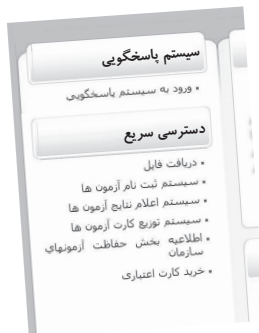 سیستم پاسخگویی
• ورود به سیستم پاسخگویی
دسترسی سریع
• دریافت فایل
• سیستم ثبت نام آزمون ها
• سیستم اعلام نتایج آزمون ها
• سیستم توزیع کارت آزمون ها
• اطلاعیه بخش حفاظت آزمونهای
سازمان
• خرید کارت اعتباری